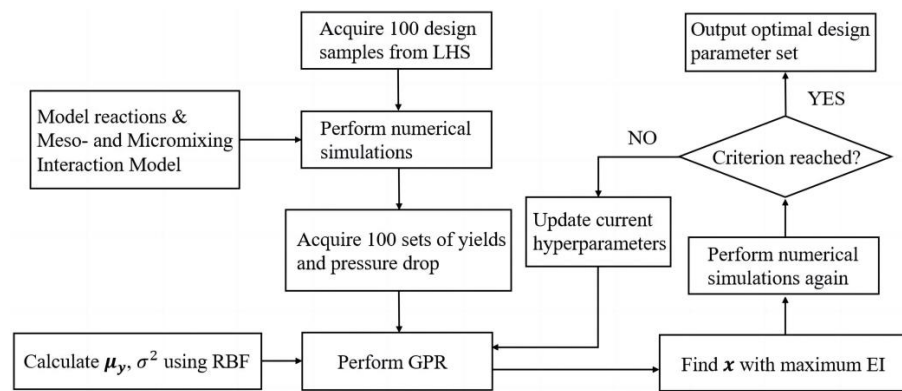 Acquire 100 design
samples from LHS
Model reactions &
Meso- and Micromixing
Interaction Model
Perform numerical
simulations
Acquire 100 sets of yields
and pressure drop
Calculate μy, σ² using RBF
Perform GPR
Find x with maximum EI
Perform numerical
simulations again
Criterion reached?
NO
Update current
hyperparameters
YES
Output optimal design
parameter set